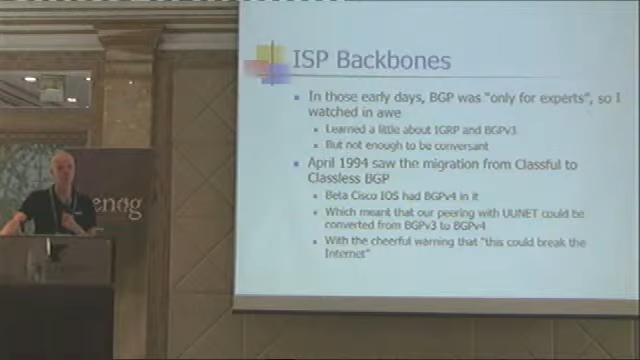 ISP Backbones
In those early days, BGP was "only for experts", so I
watched in awe
Learned a little about IGRP and BGPv3
But not enough to be conversant
April 1994 saw the migration from Classful to
Classless BGP
Beta Cisco IOS had BGPv4 in it
Which meant that our peering with UUNET could be
converted from BGPv3 to BGPv4
With the cheerful warning that "this could break the
Internet"
enog